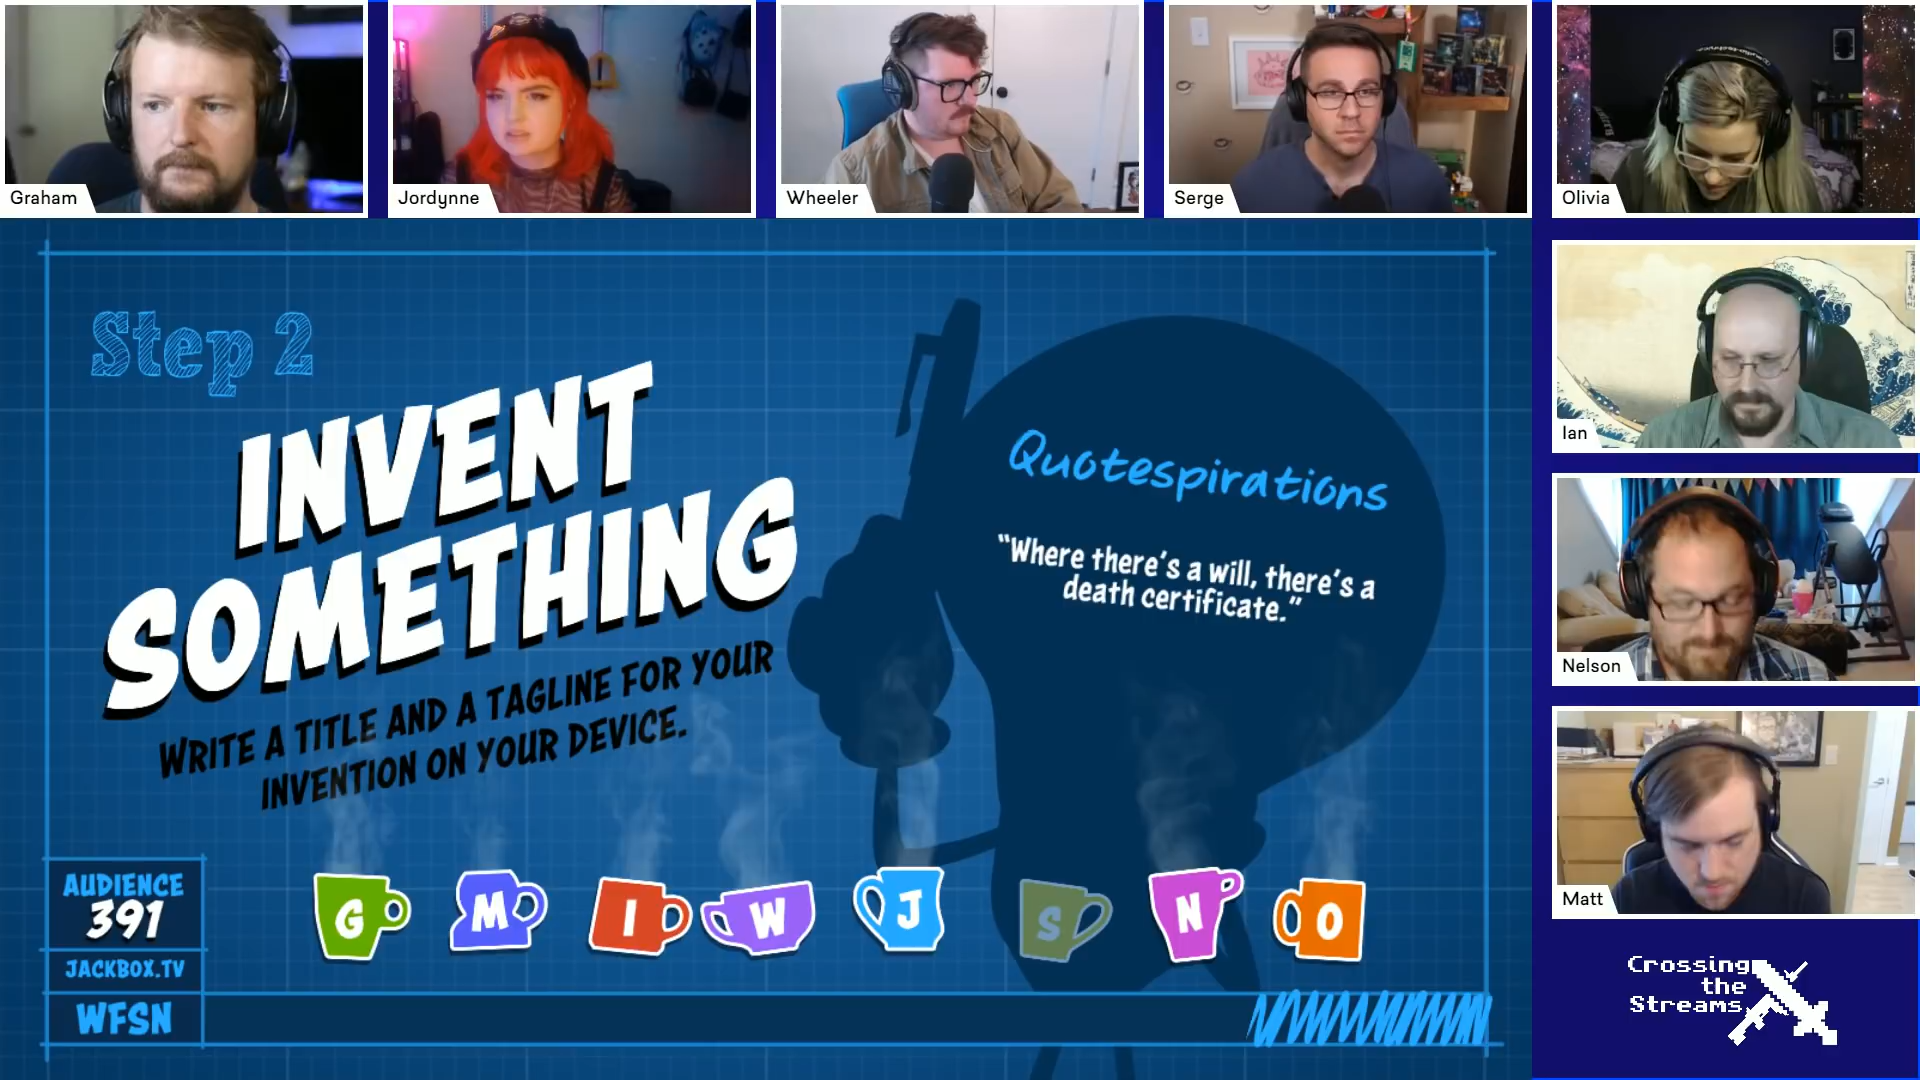 Graham
Jordynne
Wheeler
Serge
Olivia
Ian
Nelson
Matt
Step 2
INVENT
SOMETHING
WRITE A TITLE AND A TAGLINE FOR YOUR
INVENTION ON YOUR DEVICE.
Quotespirations
“Where there’s a will, there’s a
death certificate.”
AUDIENCE
391
JACKBOX.TV
WFSN
G M I W J S N O
Crossing
the
Streams